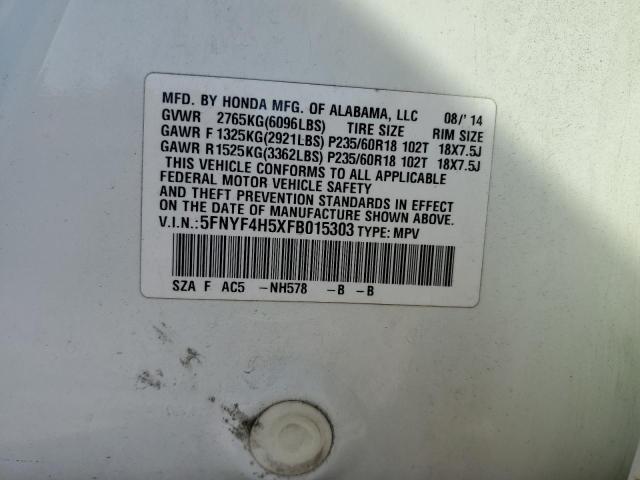 MFD. BY HONDA MFG. OF ALABAMA, LLC 08/'14
GVWR 2765KG(6096LBS) TIRE SIZE RIM SIZE
GAWR F 1325KG(2921LBS) P235/60R18 102T 18X7.5J
GAWR R 1525KG(3362LBS) P235/60R18 102T 18X7.5J
THIS VEHICLE CONFORMS TO ALL APPLICABLE
FEDERAL MOTOR VEHICLE SAFETY
AND THEFT PREVENTION STANDARDS IN EFFECT
ON THE DATE OF MANUFACTURE SHOWN ABOVE.
V.I.N.:5FNYF4H5XFB015303 TYPE: MPV
SZA F AC5 -NH578 -B -B